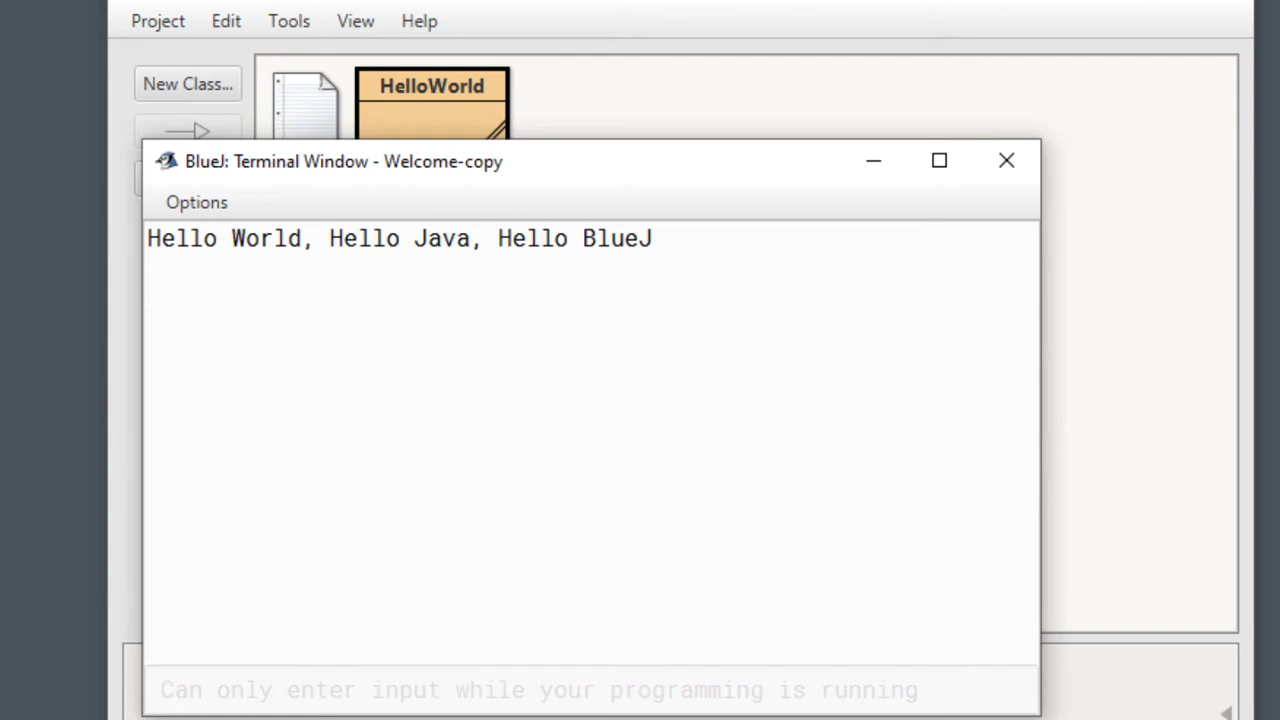 Project Edit Tools View Help
New Class...
HelloWorld
BlueJ: Terminal Window - Welcome-copy
Options
Hello World, Hello Java, Hello BlueJ
Can only enter input while your programming is running